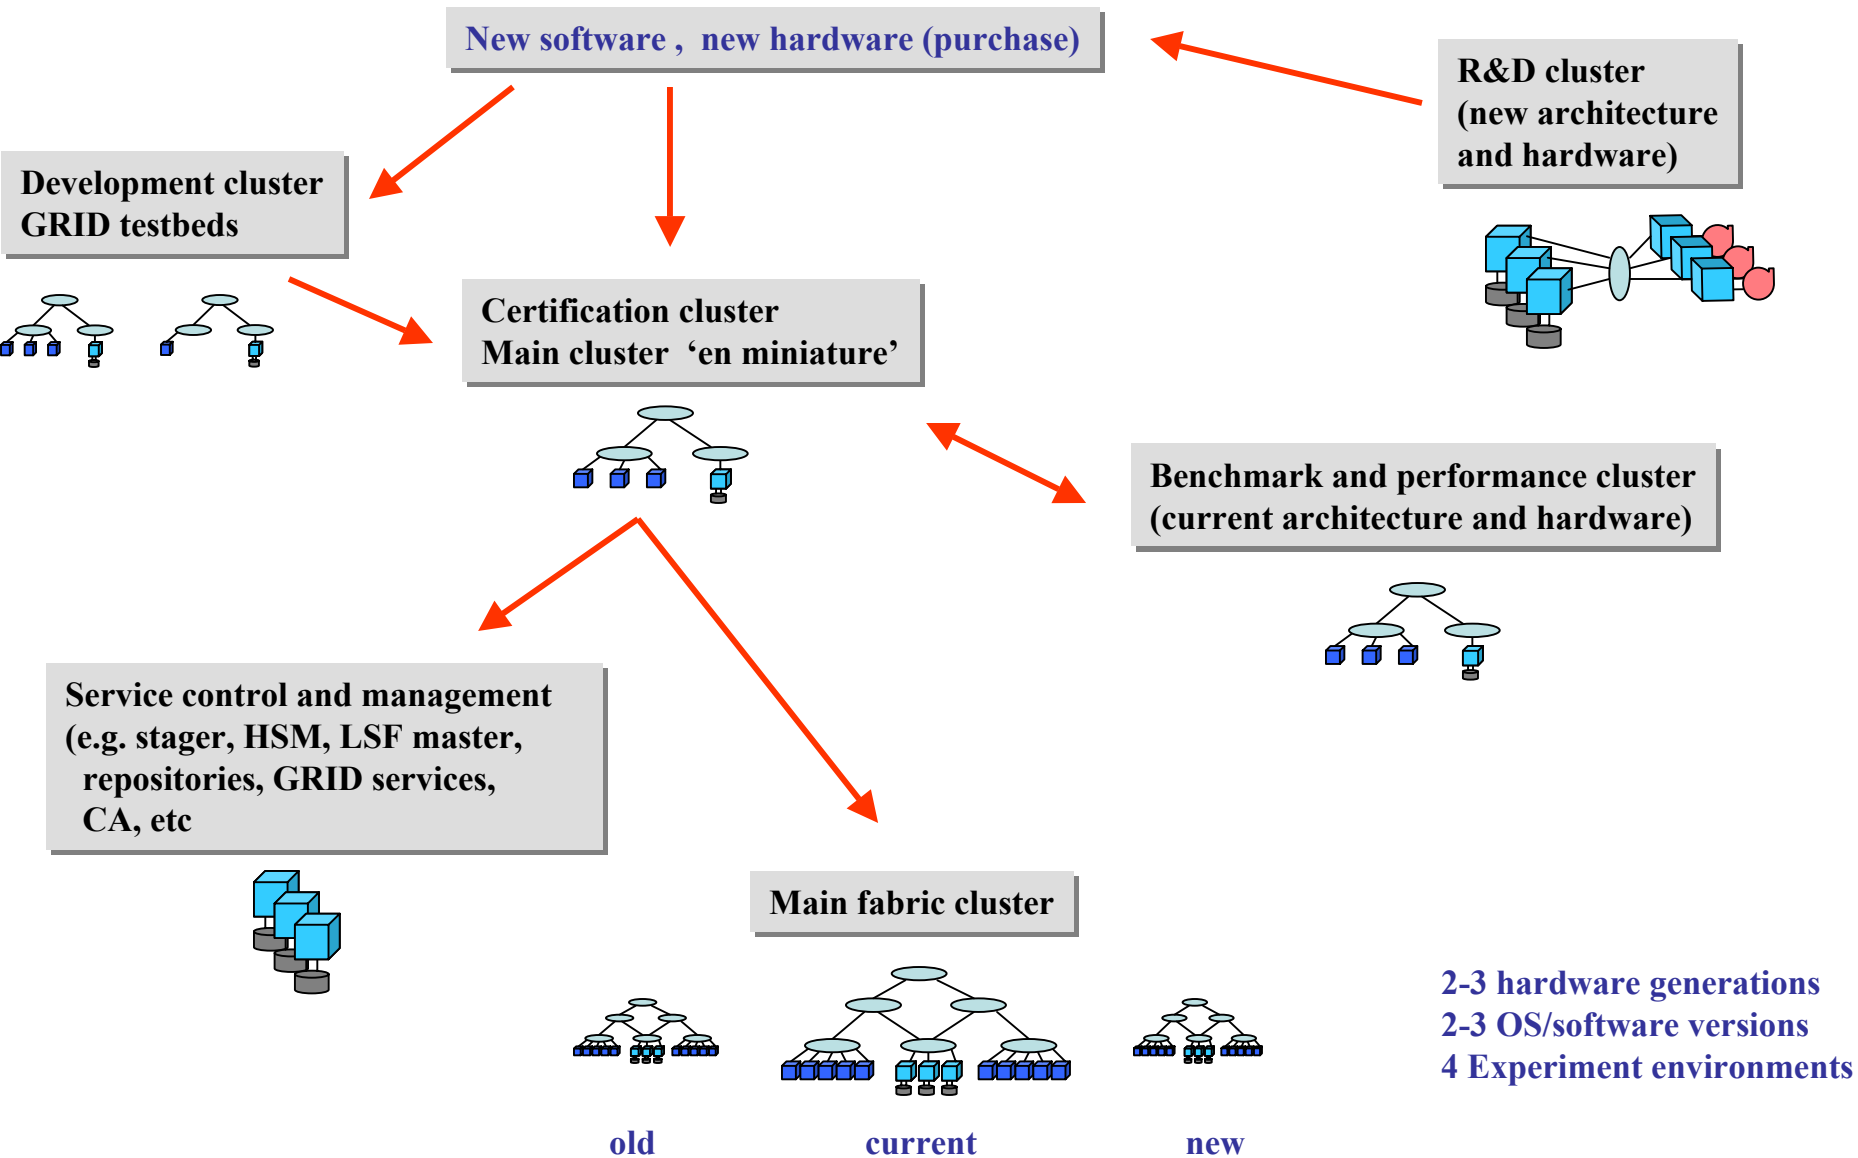 New software ,  new hardware (purchase)
R&D cluster
(new architecture
and hardware)
Development cluster
GRID testbeds
Certification cluster
Main cluster  ‘en miniature’
Benchmark and performance cluster
(current architecture and hardware)
Service control and management
(e.g. stager, HSM, LSF master,
repositories, GRID services,
CA, etc
Main fabric cluster
2-3 hardware generations
2-3 OS/software versions
4 Experiment environments
old
current
new